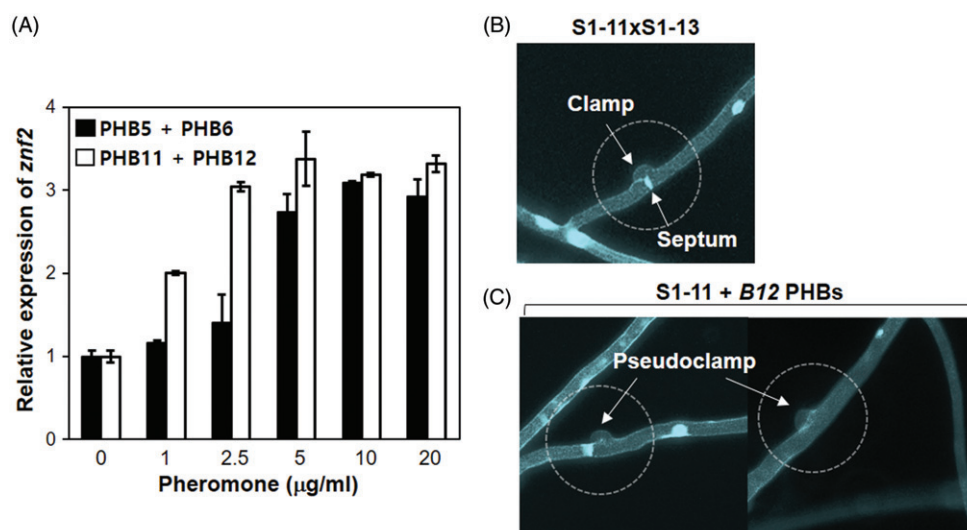 (A)
Relative expression of znf2
4
3
2
1
0
PHB5 + PHB6
PHB11 + PHB12
0 1 2.5 5 10 20
Pheromone (µg/ml)
(B)
S1-11xS1-13
Clamp
Septum
(C)
S1-11 + B12 PHBs
Pseudoclamp